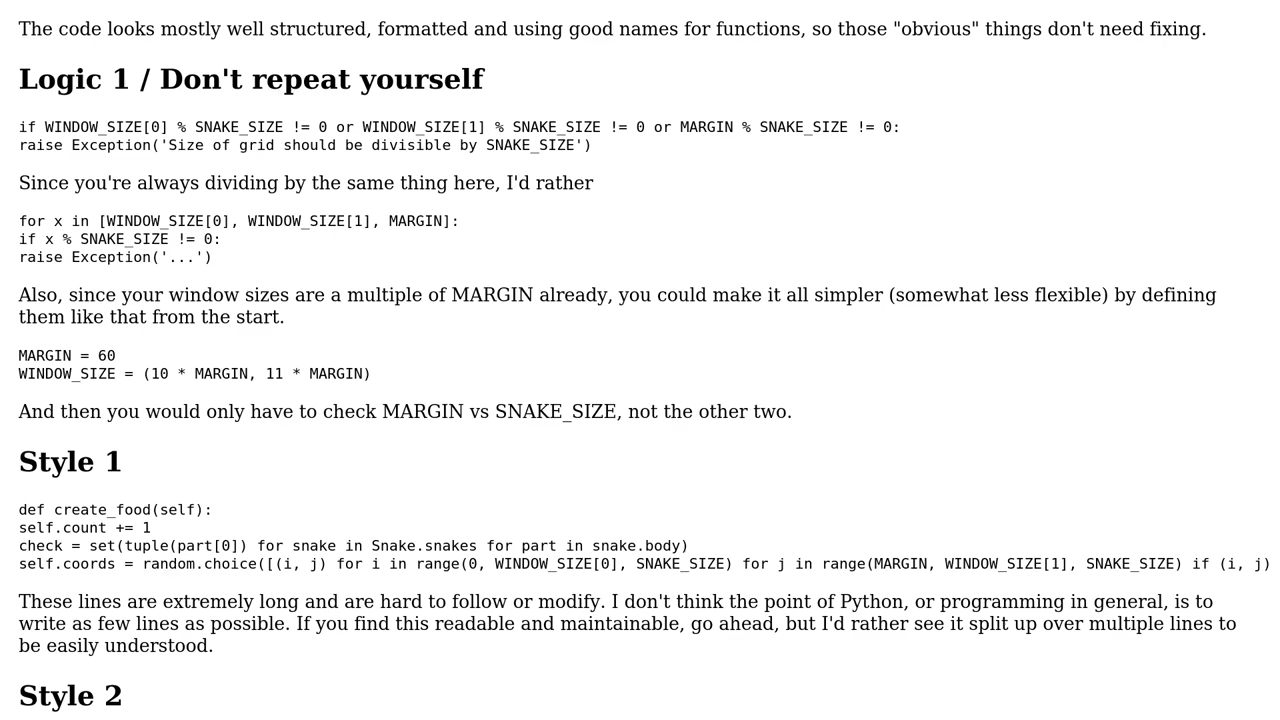 The code looks mostly well structured, formatted and using good names for functions, so those "obvious" things don't need fixing.
Logic 1 / Don't repeat yourself
if WINDOW_SIZE[0] % SNAKE_SIZE != 0 or WINDOW_SIZE[1] % SNAKE_SIZE != 0 or MARGIN % SNAKE_SIZE != 0:
raise Exception('Size of grid should be divisible by SNAKE_SIZE')
Since you're always dividing by the same thing here, I'd rather
for x in [WINDOW_SIZE[0], WINDOW_SIZE[1], MARGIN]:
if x % SNAKE_SIZE != 0:
raise Exception('...')
Also, since your window sizes are a multiple of MARGIN already, you could make it all simpler (somewhat less flexible) by defining
them like that from the start.
MARGIN = 60
WINDOW_SIZE = (10 * MARGIN, 11 * MARGIN)
And then you would only have to check MARGIN vs SNAKE_SIZE, not the other two.
Style 1
def create_food(self):
self.count += 1
check = set(tuple(part[0]) for snake in Snake.snakes for part in snake.body)
self.coords = random.choice([(i, j) for i in range(0, WINDOW_SIZE[0], SNAKE_SIZE) for j in range(MARGIN, WINDOW_SIZE[1], SNAKE_SIZE) if (i, j)
These lines are extremely long and are hard to follow or modify. I don't think the point of Python, or programming in general, is to
write as few lines as possible. If you find this readable and maintainable, go ahead, but I'd rather see it split up over multiple lines to
be easily understood.
Style 2